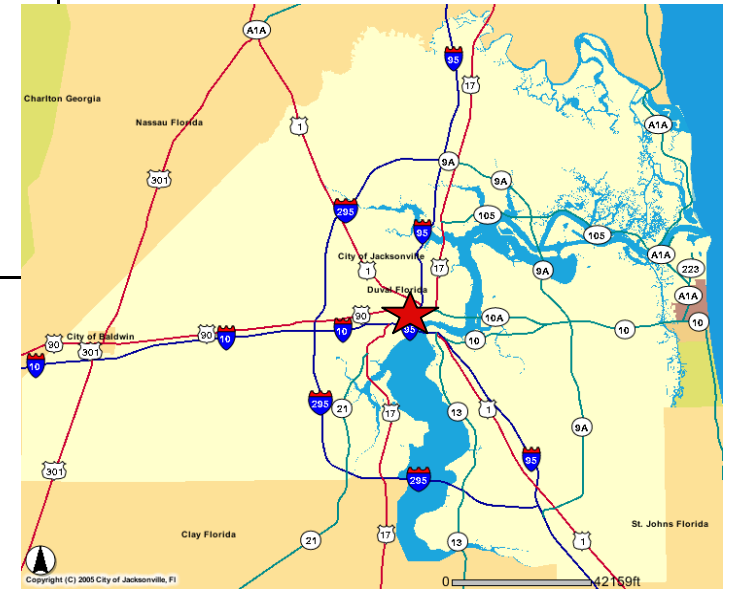 A1A
95
17
Charlton Georgia
Nassau Florida
1
A1A
9A
9A
301
295
105
95
105
City of Jacksonville
A1A
1
17
9A
223
Duval Florida
A1A
90
10A
10
90
10
95
10
City of Baldwin
90
10
10
301
10
295
21
17
13
1
9A
95
301
295
St. Johns Florida
Clay Florida
21
17
13
1
Copyright (C) 2005 City of Jacksonville, Fl
0 42159ft